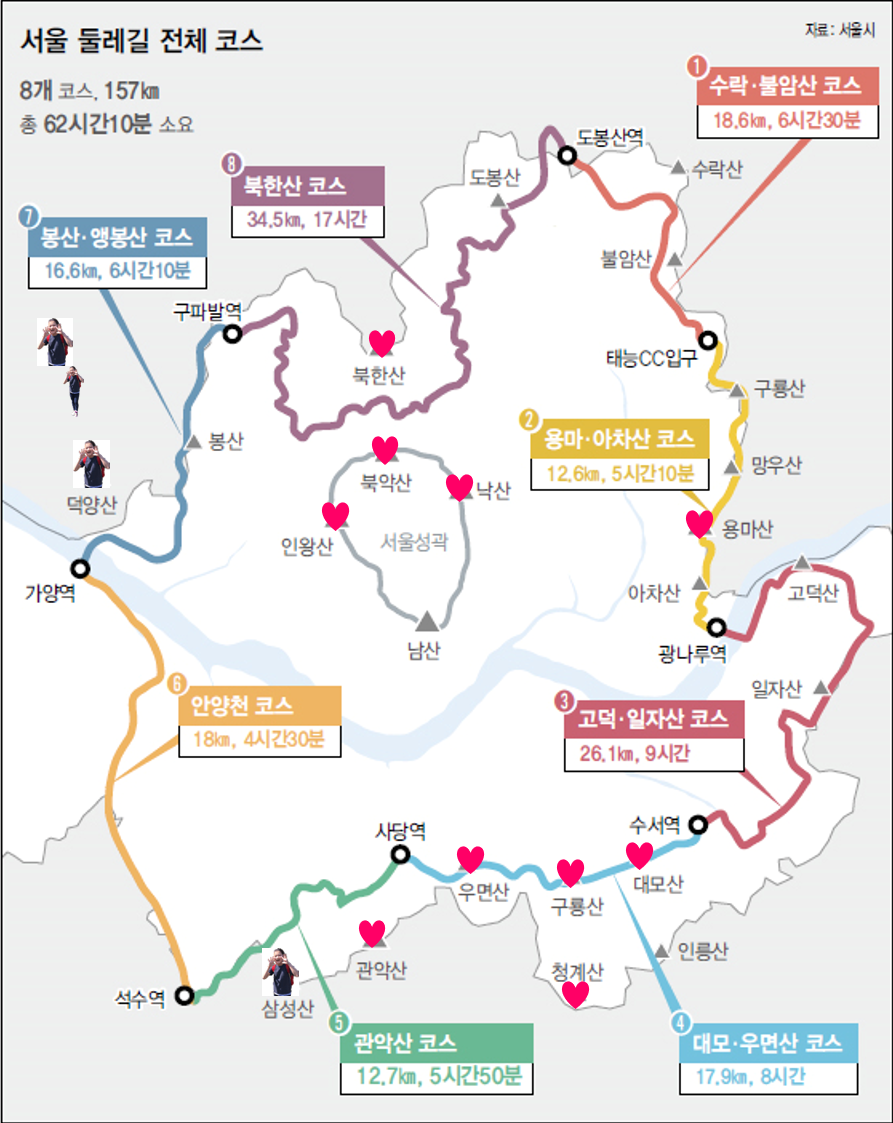 서울 둘레길 전체 코스
자료: 서울시
8개 코스, 157km
총 62시간10분 소요
1
수락·불암산 코스
18.6km, 6시간30분
도봉산역
수락산
8
북한산 코스
34.5km, 17시간
도봉산
7
봉산·앵봉산 코스
16.6km, 6시간10분
불암산
구파발역
태능CC입구
북한산
구룡산
2
용마·아차산 코스
12.6km, 5시간10분
봉산
망우산
북악산
낙산
덕양산
용마산
인왕산
서울성곽
가양역
아차산
고덕산
남산
광나루역
일자산
6
안양천 코스
18km, 4시간30분
3
고덕·일자산 코스
26.1km, 9시간
사당역
수서역
우면산
구룡산
대모산
관악산
청계산
인릉산
석수역
삼성산
5
관악산 코스
12.7km, 5시간50분
4
대모·우면산 코스
17.9km, 8시간